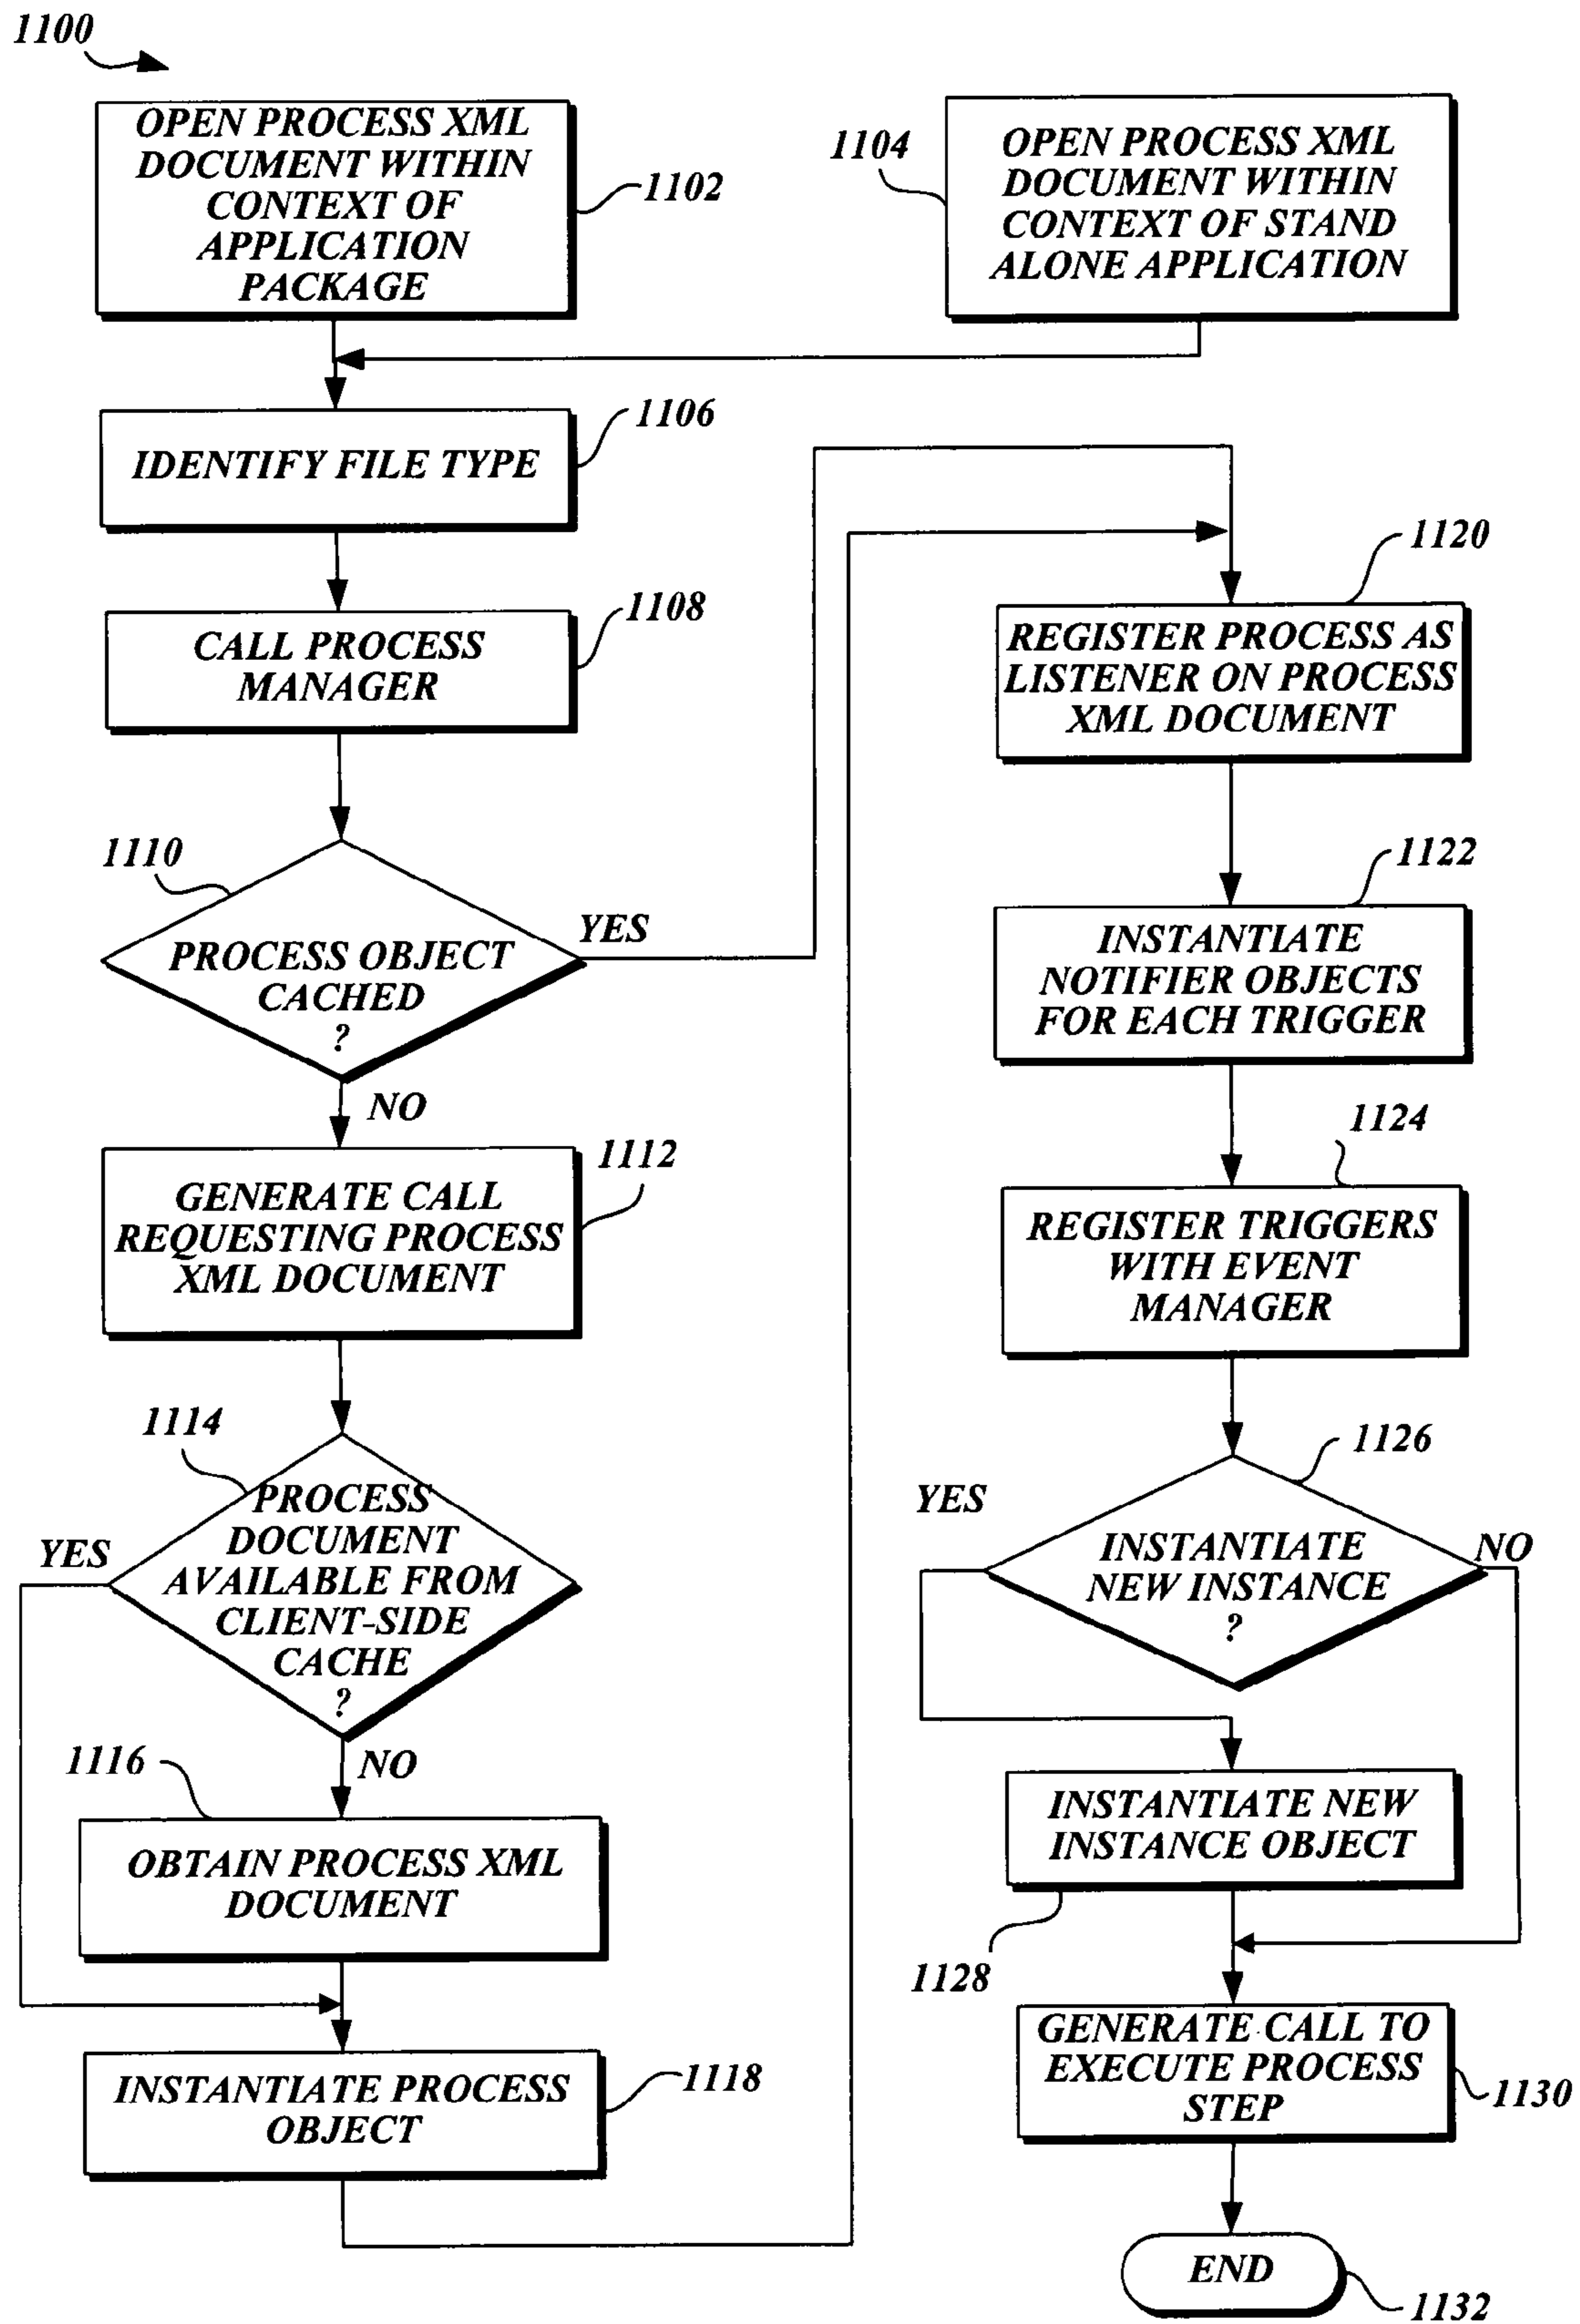 1100
OPEN PROCESS XML
DOCUMENT WITHIN
CONTEXT OF
APPLICATION
PACKAGE
1102
1104
OPEN PROCESS XML
DOCUMENT WITHIN
CONTEXT OF STAND
ALONE APPLICATION
IDENTIFY FILE TYPE
1106
CALL PROCESS
MANAGER
1108
1110
PROCESS OBJECT
CACHED
?
YES
NO
GENERATE CALL
REQUESTING PROCESS
XML DOCUMENT
1112
1114
PROCESS
DOCUMENT
AVAILABLE FROM
CLIENT-SIDE
CACHE
?
YES
NO
1116
OBTAIN PROCESS XML
DOCUMENT
INSTANTIATE PROCESS
OBJECT
1118
1120
REGISTER PROCESS AS
LISTENER ON PROCESS
XML DOCUMENT
1122
INSTANTIATE
NOTIFIER OBJECTS
FOR EACH TRIGGER
1124
REGISTER TRIGGERS
WITH EVENT
MANAGER
1126
YES
INSTANTIATE
NEW INSTANCE
?
NO
INSTANTIATE NEW
INSTANCE OBJECT
1128
GENERATE CALL TO
EXECUTE PROCESS
STEP
1130
END
1132